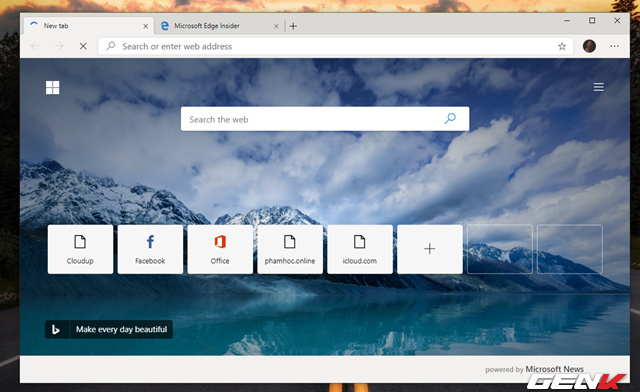 New tab
Microsoft Edge Insider
Search or enter web address
Search the web
Cloudup
Facebook
Office
phamhoc.online
icloud.com
Make every day beautiful
powered by Microsoft News
GENK